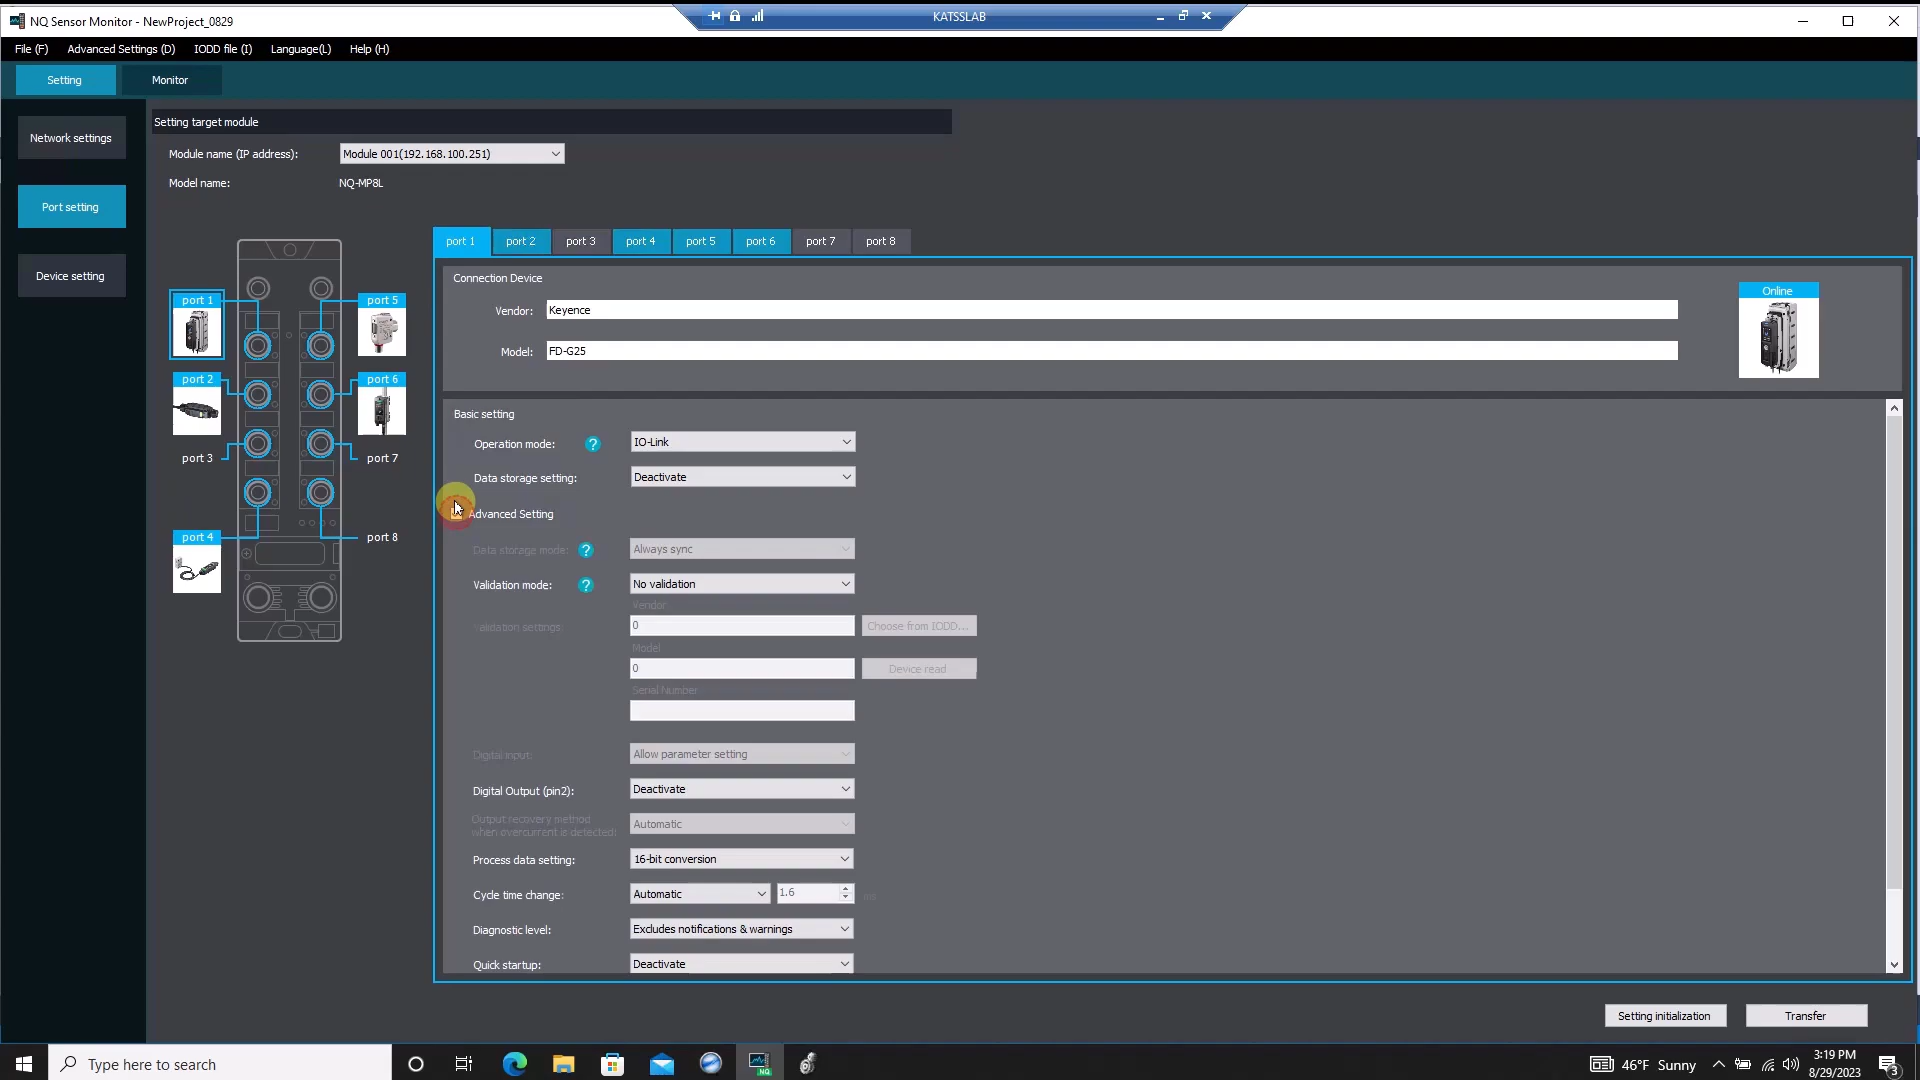 NQ Sensor Monitor - NewProject_0829
KATSSLAB
File (F) Advanced Settings (D) IODD file (I) Language(L) Help (H)
Setting Monitor
Network settings
Port setting
Device setting
Setting target module
Module name (IP address): Module 001(192.168.100.251)
Model name: NQ-MP8L
port 1
port 2
port 3
port 4
port 5
port 6
port 7
port 8
port 1 port 2 port 3 port 4 port 5 port 6 port 7 port 8
Connection Device
Vendor: Keyence
Model: FD-G25
Online
Basic setting
Operation mode: ? IO-Link
Data storage setting: Deactivate
Advanced Setting
Data storage mode: ? Always sync
Validation mode: ? No validation
Vendor
Validation settings: 0 Choose from IODD...
Model
0 Device read
Serial Number
Digital input: Allow parameter setting
Digital Output (pin2): Deactivate
Output recovery method
when overcurrent is detected: Automatic
Process data setting: 16-bit conversion
Cycle time change: Automatic 1.6 ms
Diagnostic level: Excludes notifications & warnings
Quick startup: Deactivate
Setting initialization Transfer
Type here to search
NQ
46°F Sunny
3:19 PM
8/29/2023
3